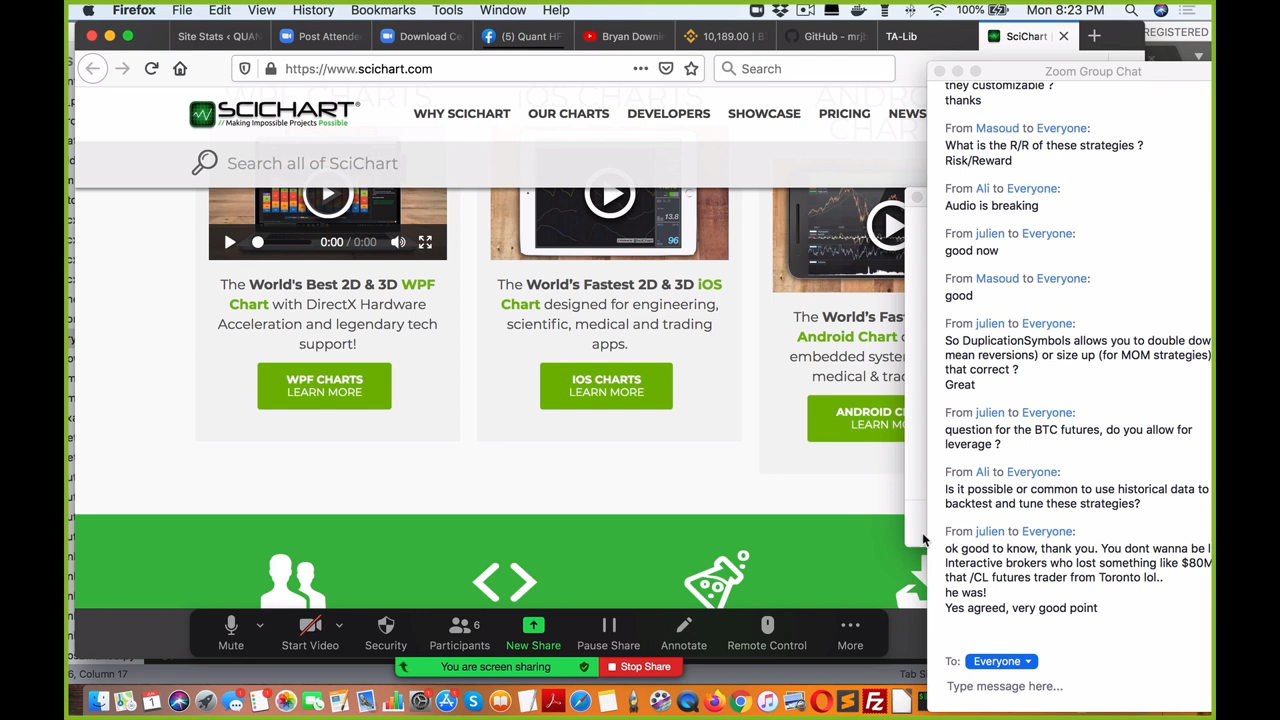 Firefox File Edit View History Bookmarks Tools Window Help 100% Mon 8:23 PM
Site Stats ‹ QUAN Post Attende Download Ce (Quant HF Bryan Downi 10,189.00 | B GitHub - mrjb TA-Lib SciChart REGISTERED
https://www.scichart.com Search
SCICHART
// Making Impossible Projects Possible
WHY SCICHART OUR CHARTS DEVELOPERS SHOWCASE PRICING NEWS
Search all of SciChart
0:00 / 0:00
13.8
96
The World's Best 2D & 3D WPF
Chart with DirectX Hardware
Acceleration and legendary tech
support!
WPF CHARTS
LEARN MORE
The World's Fastest 2D & 3D iOS
Chart designed for engineering,
scientific, medical and trading
apps.
IOS CHARTS
LEARN MORE
The World's Fas
Android Chart
embedded system
medical & tra
ANDROID C
LEARN M
Zoom Group Chat
they customizable ?
thanks
From Masoud to Everyone:
What is the R/R of these strategies ?
Risk/Reward
From Ali to Everyone:
Audio is breaking
From julien to Everyone:
good now
From Masoud to Everyone:
good
From julien to Everyone:
So DuplicationSymbols allows you to double dow
mean reversions) or size up (for MOM strategies)
that correct ?
Great
From julien to Everyone:
question for the BTC futures, do you allow for
leverage ?
From Ali to Everyone:
Is it possible or common to use historical data to
backtest and tune these strategies?
From julien to Everyone:
ok good to know, thank you. You dont wanna be l
Interactive brokers who lost something like $80M
that /CL futures trader from Toronto lol..
he was!
Yes agreed, very good point
To: Everyone
Type message here...
6
Mute Start Video Security Participants New Share Pause Share Annotate Remote Control More
You are screen sharing Stop Share
6, Column 17 Tab S